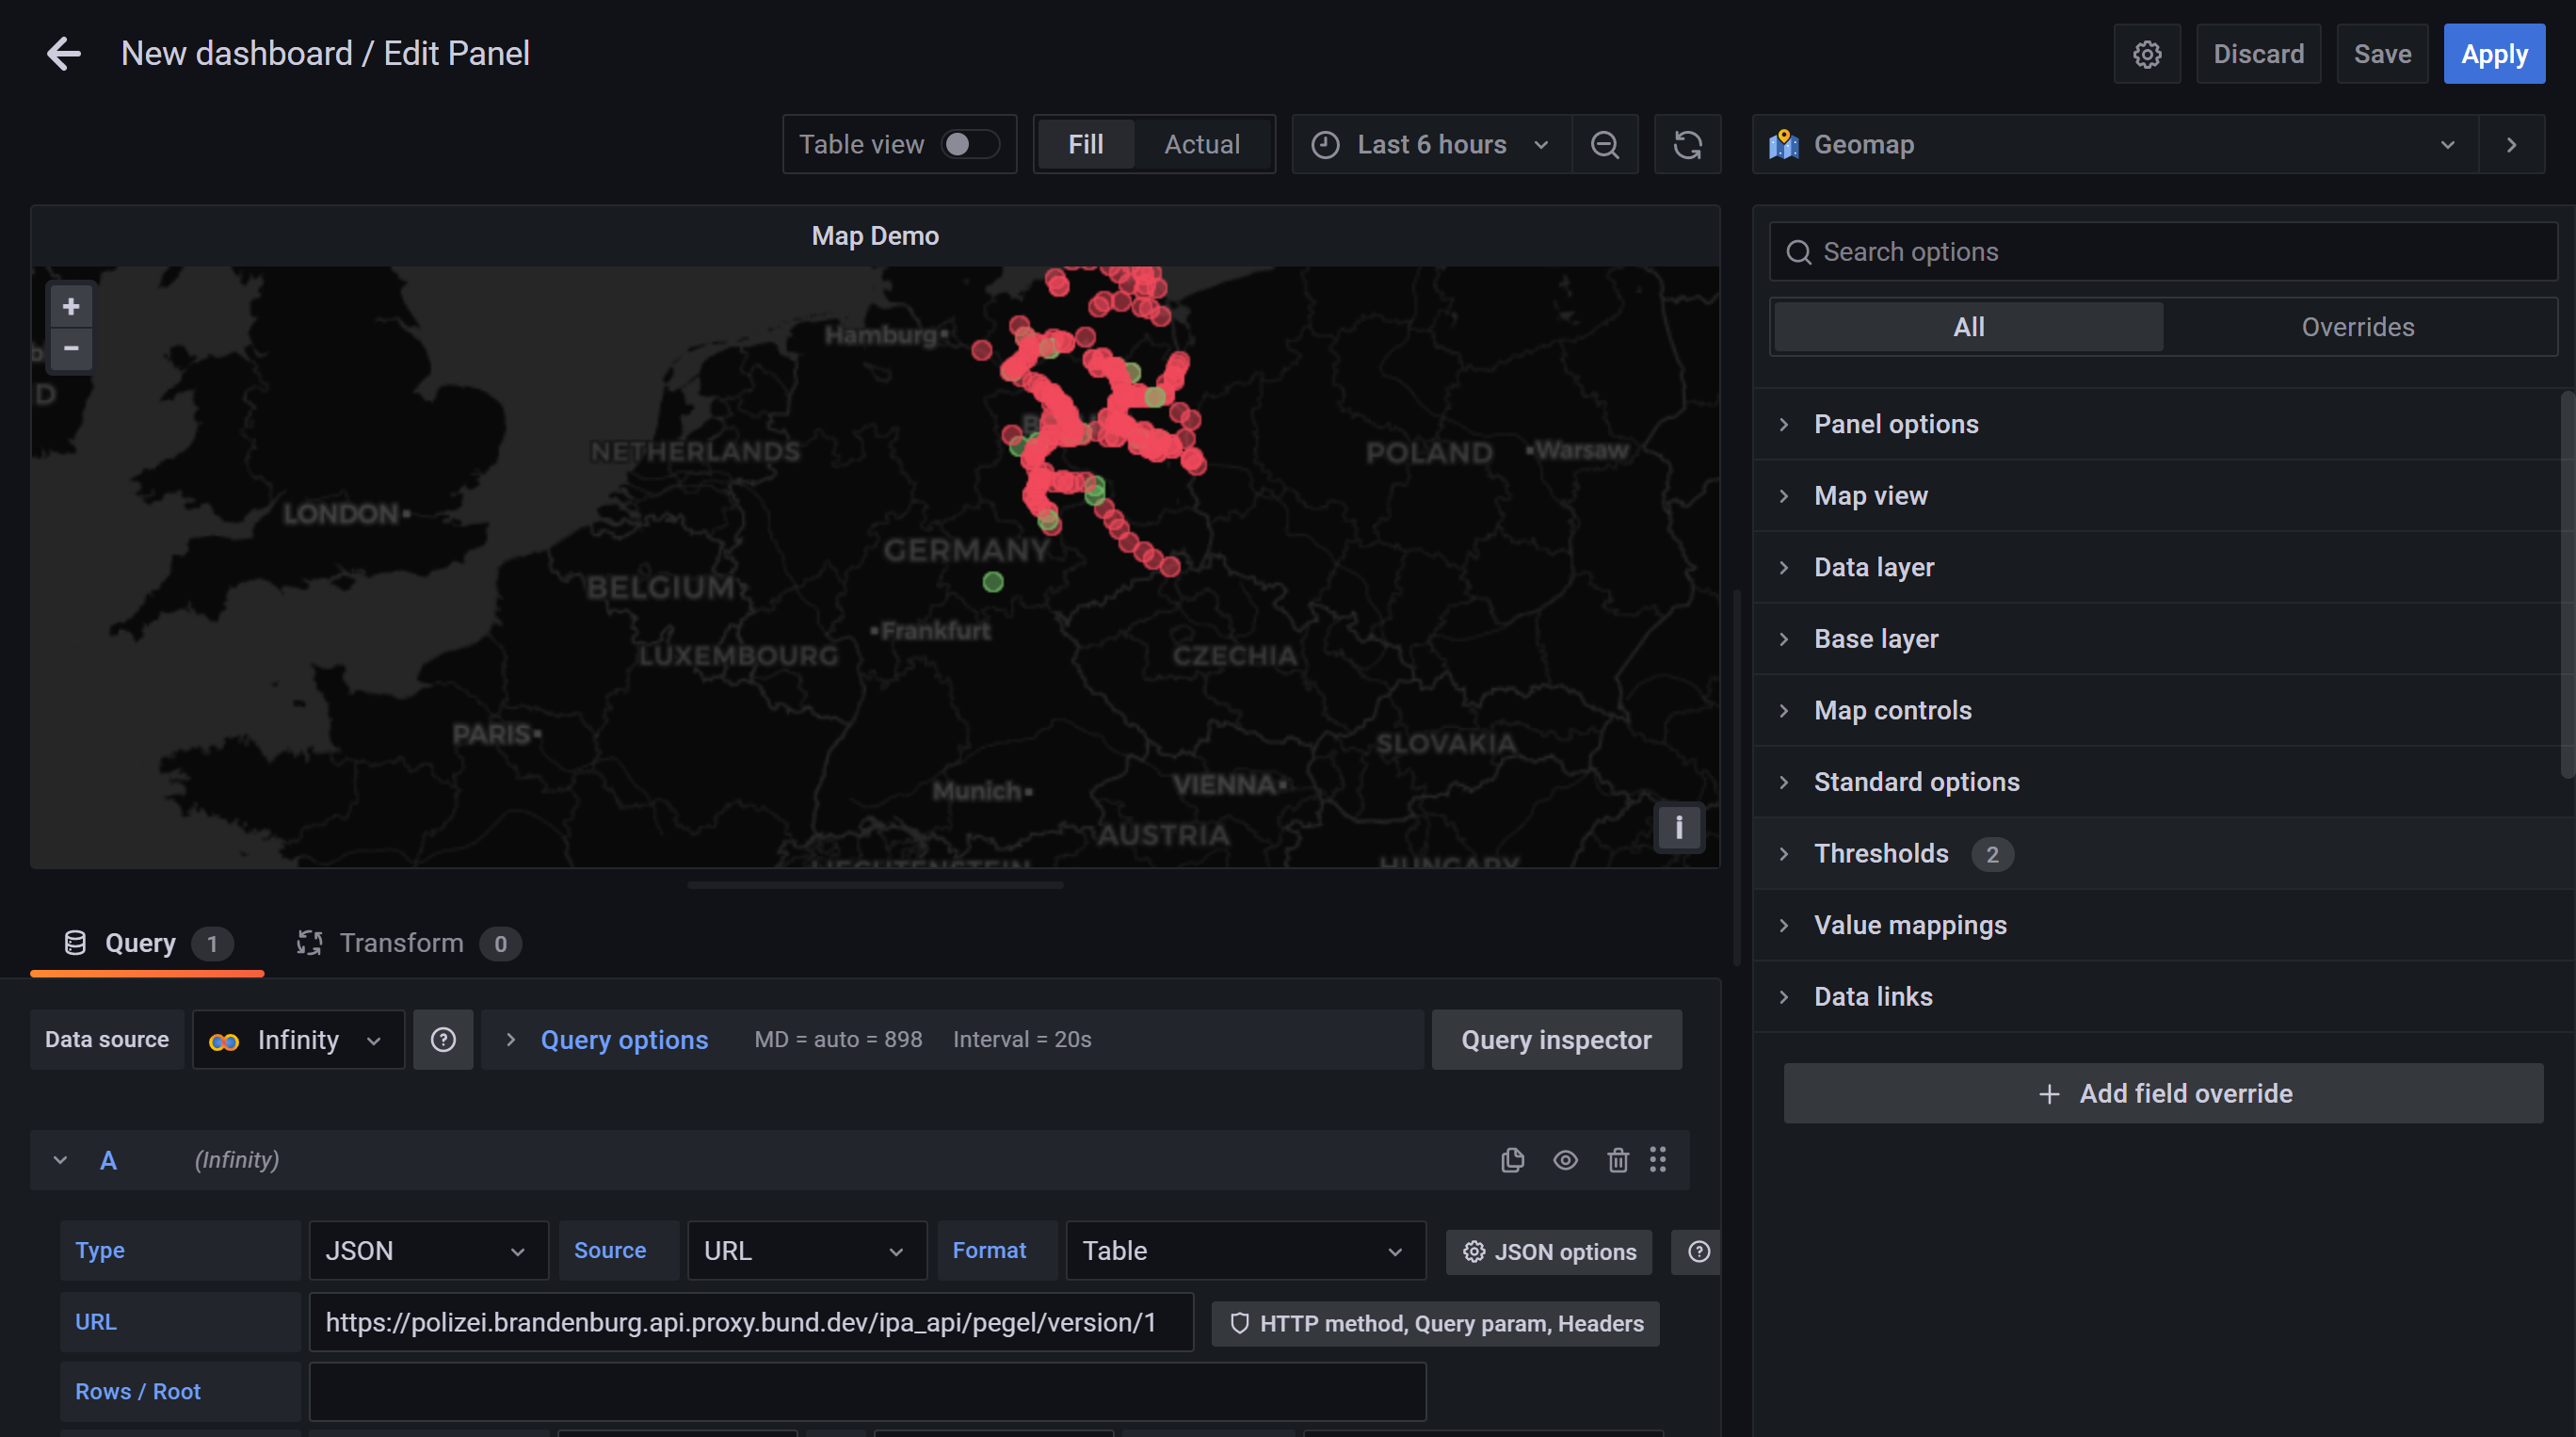 New dashboard / Edit Panel
Discard
Save
Apply
Table view
Fill
Actual
Last 6 hours
Geomap
Map Demo
Search options
All
Overrides
+
−
Hamburg
D
NETHERLANDS
POLAND
Warsaw
LONDON
GERMANY
BELGIUM
Frankfurt
LUXEMBOURG
CZECHIA
PARIS
SLOVAKIA
Munich
VIENNA
AUSTRIA
LIECHTENSTEIN
HUNGARY
i
Panel options
Map view
Data layer
Base layer
Map controls
Standard options
Thresholds 2
Value mappings
Data links
+ Add field override
Query 1
Transform 0
Data source
Infinity
Query options
MD = auto = 898
Interval = 20s
Query inspector
A
(Infinity)
Type
JSON
Source
URL
Format
Table
JSON options
URL
https://polizei.brandenburg.api.proxy.bund.dev/ipa_api/pegel/version/1
HTTP method, Query param, Headers
Rows / Root